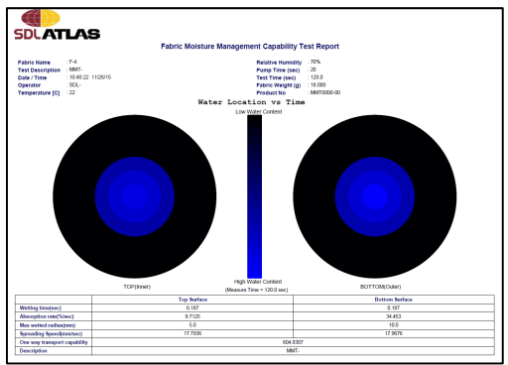 SDLATLAS
Fabric Moisture Management Capability Test Report
Fabric Name : F-4 Relative Humidity : 70%
Test Description : MMT- Pump Time (sec) : 20
Date / Time : 10:40:22 11/26/15 Test Time (sec) : 120.0
Operator : SDL- Fabric Weight (g) : 10.000
Temperature [C] : 22 Product No : MMT0000-00
Water Location vs Time
Low Water Content
High Water Content
(Measure Time = 120.0 sec)
TOP(Inner) BOTTOM(Outer)
Top Surface Bottom Surface
Wetting time(sec) 0.187 0.187
Absorption rate(%/sec) 9.7125 34.453
Max wetted radius(mm) 5.0 10.0
Spreading Speed(mm/sec) 17.7936 17.9676
One way transport capability 604.8307
Description MMT-